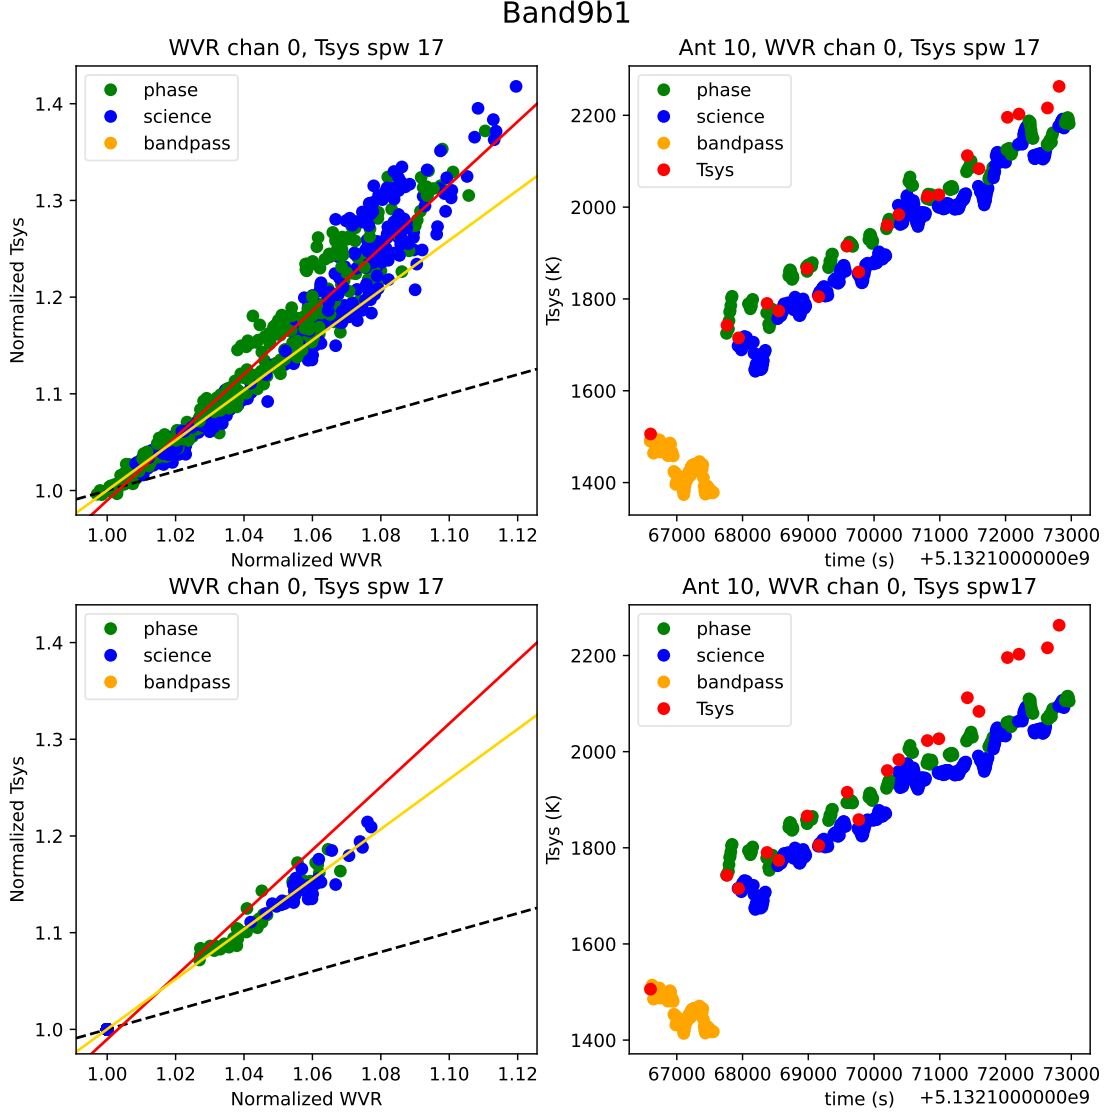 Band9b1
WVR chan 0, Tsys spw 17
phase
science
bandpass
1.4
1.3
1.2
1.1
1.0
Normalized Tsys
1.00 1.02 1.04 1.06 1.08 1.10 1.12
Normalized WVR
Ant 10, WVR chan 0, Tsys spw 17
phase
science
bandpass
Tsys
2200
2000
1800
1600
1400
Tsys (K)
67000 68000 69000 70000 71000 72000 73000
time (s) +5.1321000000e9
WVR chan 0, Tsys spw 17
phase
science
bandpass
1.4
1.3
1.2
1.1
1.0
Normalized Tsys
1.00 1.02 1.04 1.06 1.08 1.10 1.12
Normalized WVR
Ant 10, WVR chan 0, Tsys spw17
phase
science
bandpass
Tsys
2200
2000
1800
1600
1400
Tsys (K)
67000 68000 69000 70000 71000 72000 73000
time (s) +5.1321000000e9